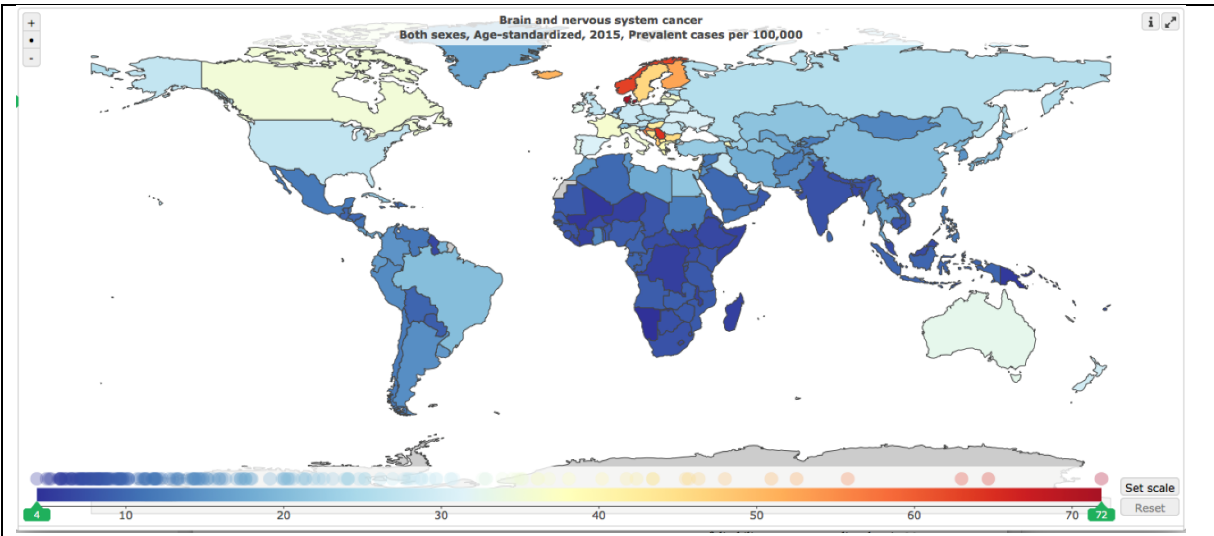 Brain and nervous system cancer
Both sexes, Age-standardized, 2015, Prevalent cases per 100,000
+
•
-
i
Set scale
4
10
20
30
40
50
60
70
72
Reset